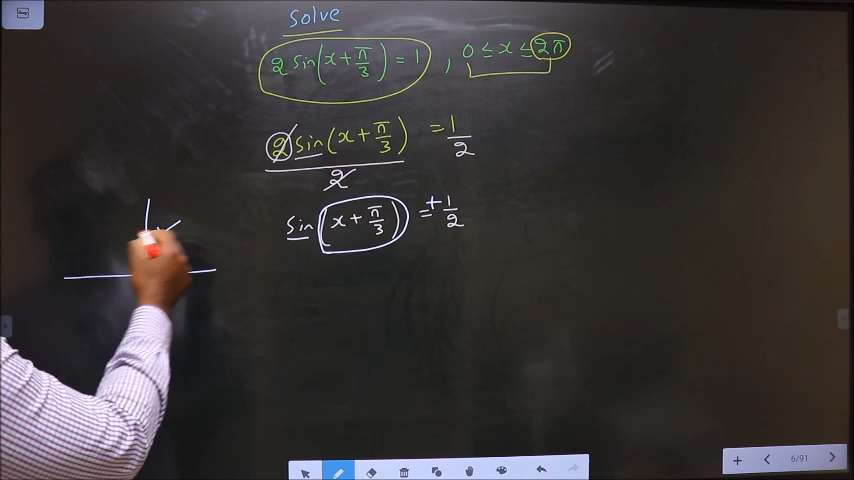 solve
2 sin(x + π/3) = 1 , 0 ≤ x ≤ 2π
2 sin(x + π/3) / 2 = 1/2
sin(x + π/3) = +1/2
6/91